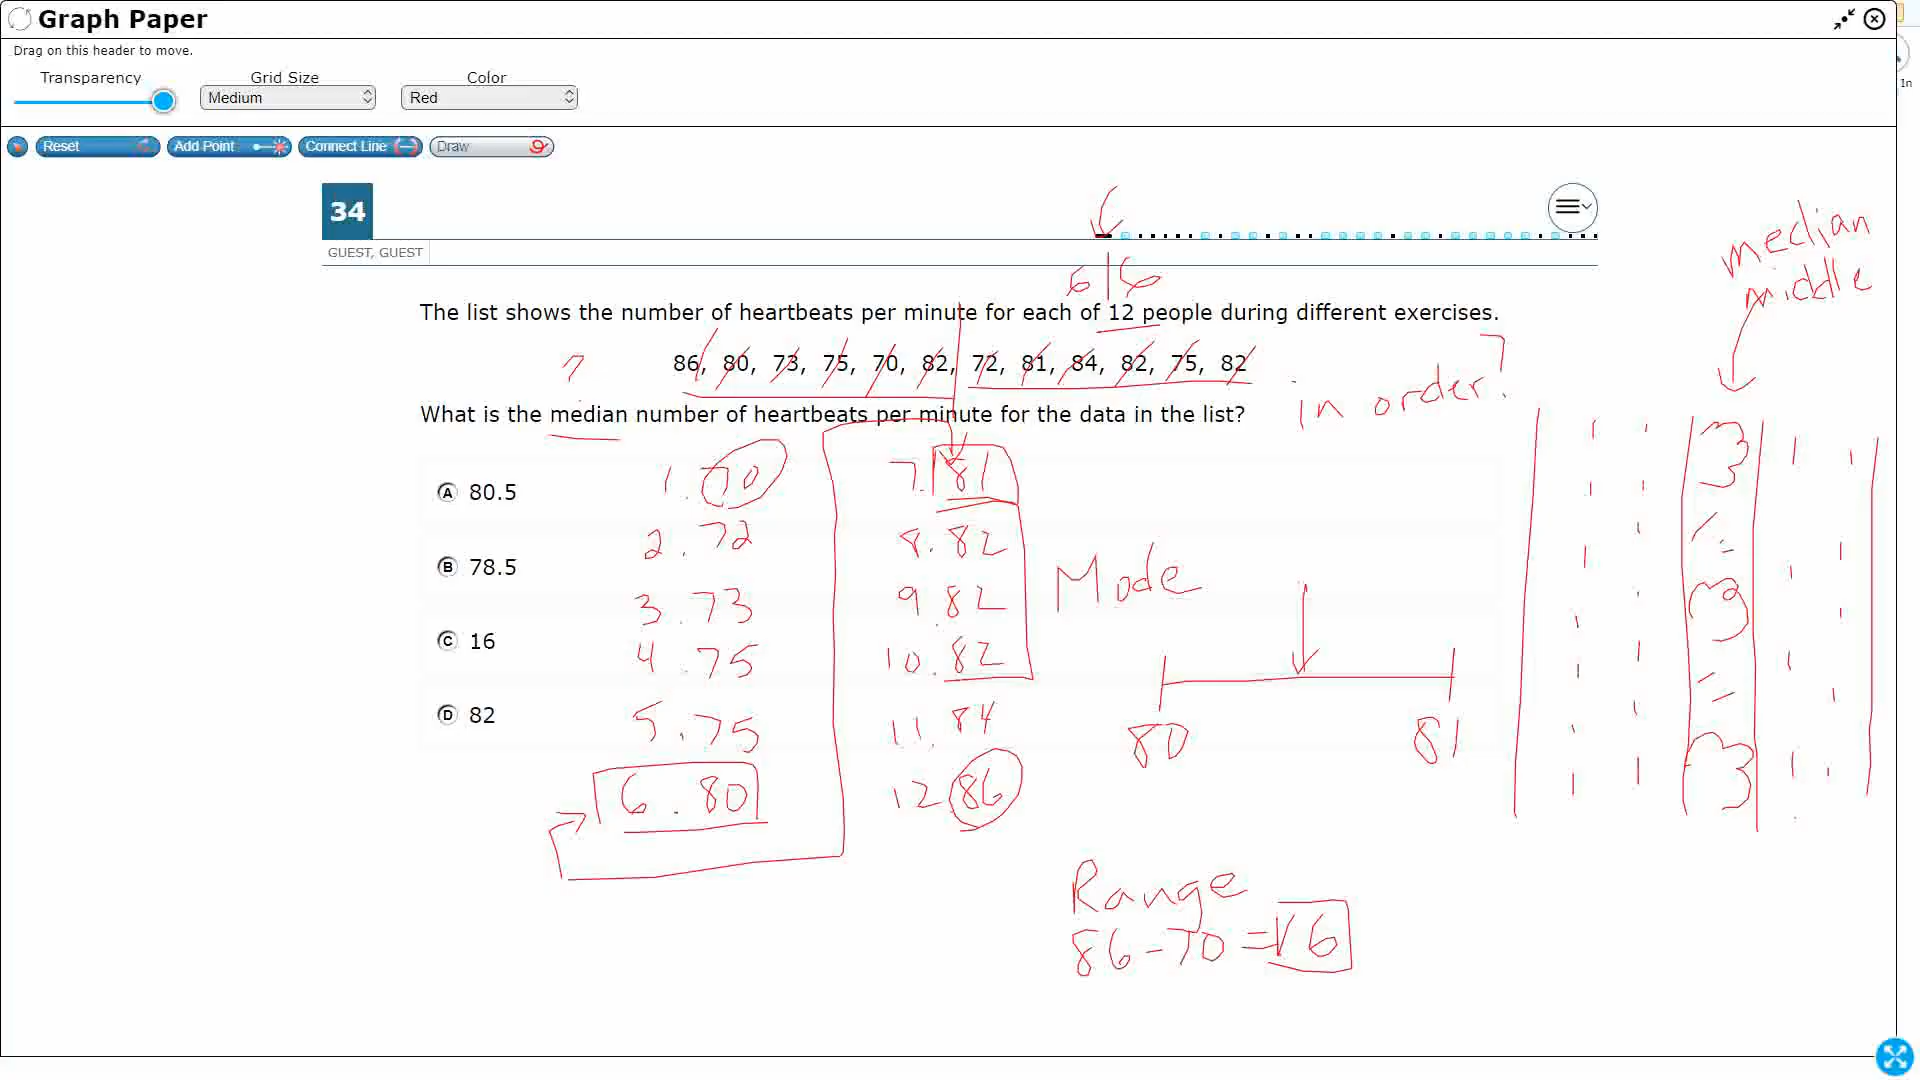 Graph Paper
Drag on this header to move.
Transparency Grid Size Color
Medium Red
Reset Add Point Connect Line Draw
34
GUEST, GUEST
In
median
middle
6 | 6
The list shows the number of heartbeats per minute for each of 12 people during different exercises.
86, 80, 73, 75, 70, 82, 72, 81, 84, 82, 75, 82
in order?
What is the median number of heartbeats per minute for the data in the list?
A 80.5
B 78.5
C 16
D 82
1. 70
2. 72
3. 73
4. 75
5. 75
6. 80
7. 81
8. 82
9. 82
10. 82
11. 84
12. 86
Mode
80 81
Range
86-70=16